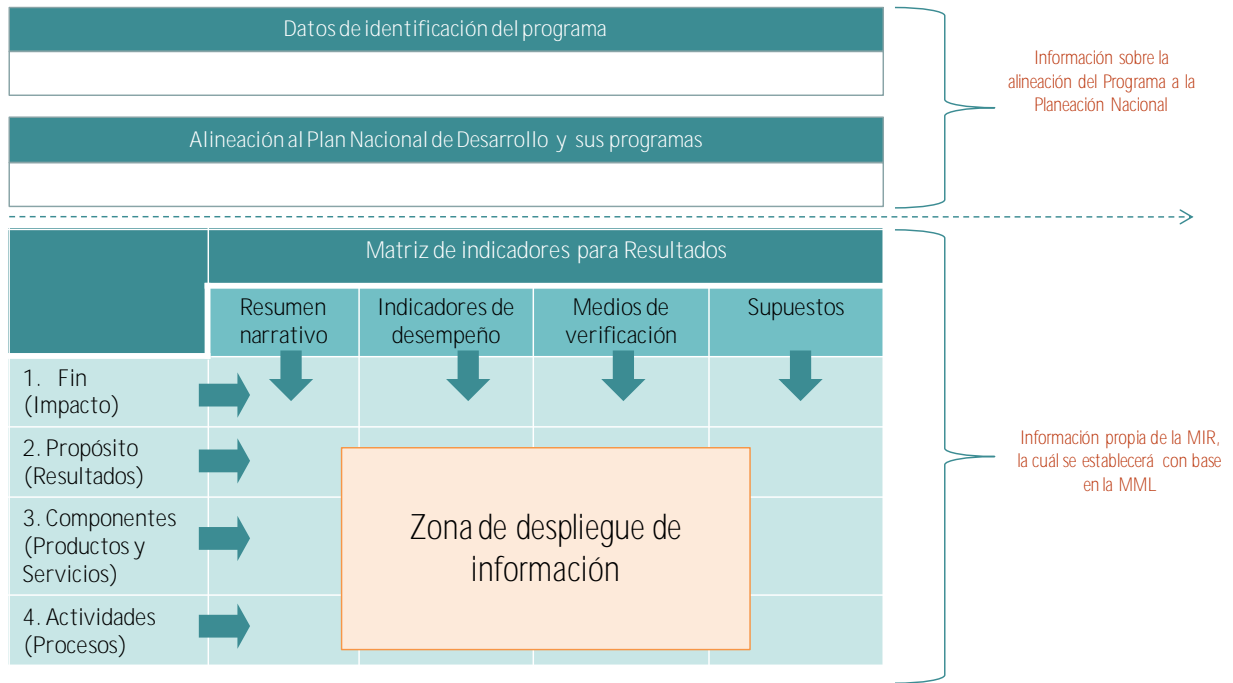 Datos de identificación del programa
Información sobre la
alineación del Programa a la
Planeación Nacional
Alineación al Plan Nacional de Desarrollo y sus programas
Matriz de indicadores para Resultados
Resumen
narrativo
Indicadores de
desempeño
Medios de
verificación
Supuestos
1. Fin
(Impacto)
2. Propósito
(Resultados)
3. Componentes
(Productos y
Servicios)
4. Actividades
(Procesos)
Zona de despliegue de
información
Información propia de la MIR,
la cuál se establecerá con base
en la MML